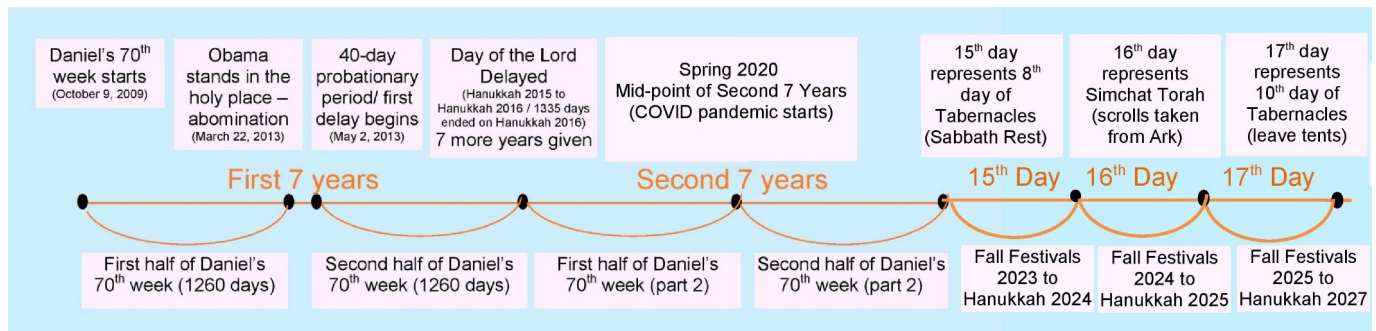 Daniel's 70th
week starts
(October 9, 2009)
Obama
stands in the
holy place –
abomination
(March 22, 2013)
40-day
probationary
period/ first
delay begins
(May 2, 2013)
Day of the Lord
Delayed
(Hanukkah 2015 to
Hanukkah 2016 / 1335 days
ended on Hanukkah 2016)
7 more years given
Spring 2020
Mid-point of Second 7 Years
(COVID pandemic starts)
15th day
represents 8th
day of
Tabernacles
(Sabbath Rest)
16th day
represents
Simchat Torah
(scrolls taken
from Ark)
17th day
represents
10th day of
Tabernacles
(leave tents)
First 7 years
Second 7 years
15th Day
16th Day
17th Day
First half of Daniel's
70th week (1260 days)
Second half of Daniel's
70th week (1260 days)
First half of Daniel's
70th week (part 2)
Second half of Daniel's
70th week (part 2)
Fall Festivals
2023 to
Hanukkah 2024
Fall Festivals
2024 to
Hanukkah 2025
Fall Festivals
2025 to
Hanukkah 2027